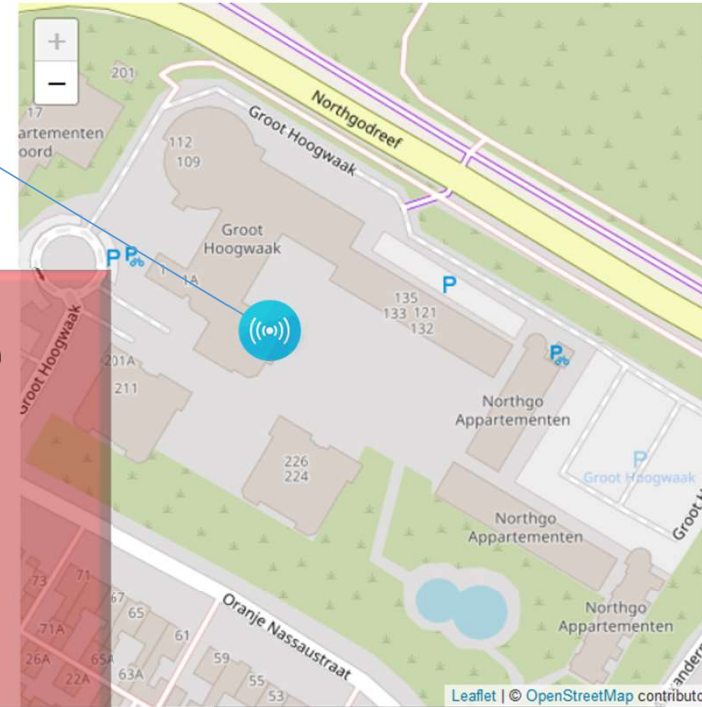 +
−
201
17
artementen
oord
112
109
Northgodreef
Groot Hoogwaak
Groot
Hoogwaak
P
P
1A
P
135
133 121
132
P
Groot Hoogwaak
201A
211
Northgo
Appartementen
226
224
P
Groot Hoogwaak
Northgo
Appartementen
Groot H
73
71
67
65
61
71A
26A
65A
22A
63A
59
55
53
Oranje Nassaustraat
Northgo
Appartementen
Leaflet | © OpenStreetMap contributo